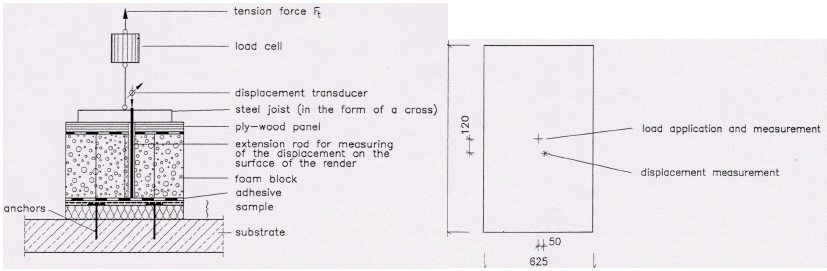 tension force Ft
load cell
displacement transducer
steel joist (in the form of a cross)
ply-wood panel
extension rod for measuring
of the displacement on the
surface of the render
foam block
adhesive
sample
anchors
substrate
120
load application and measurement
displacement measurement
50
625